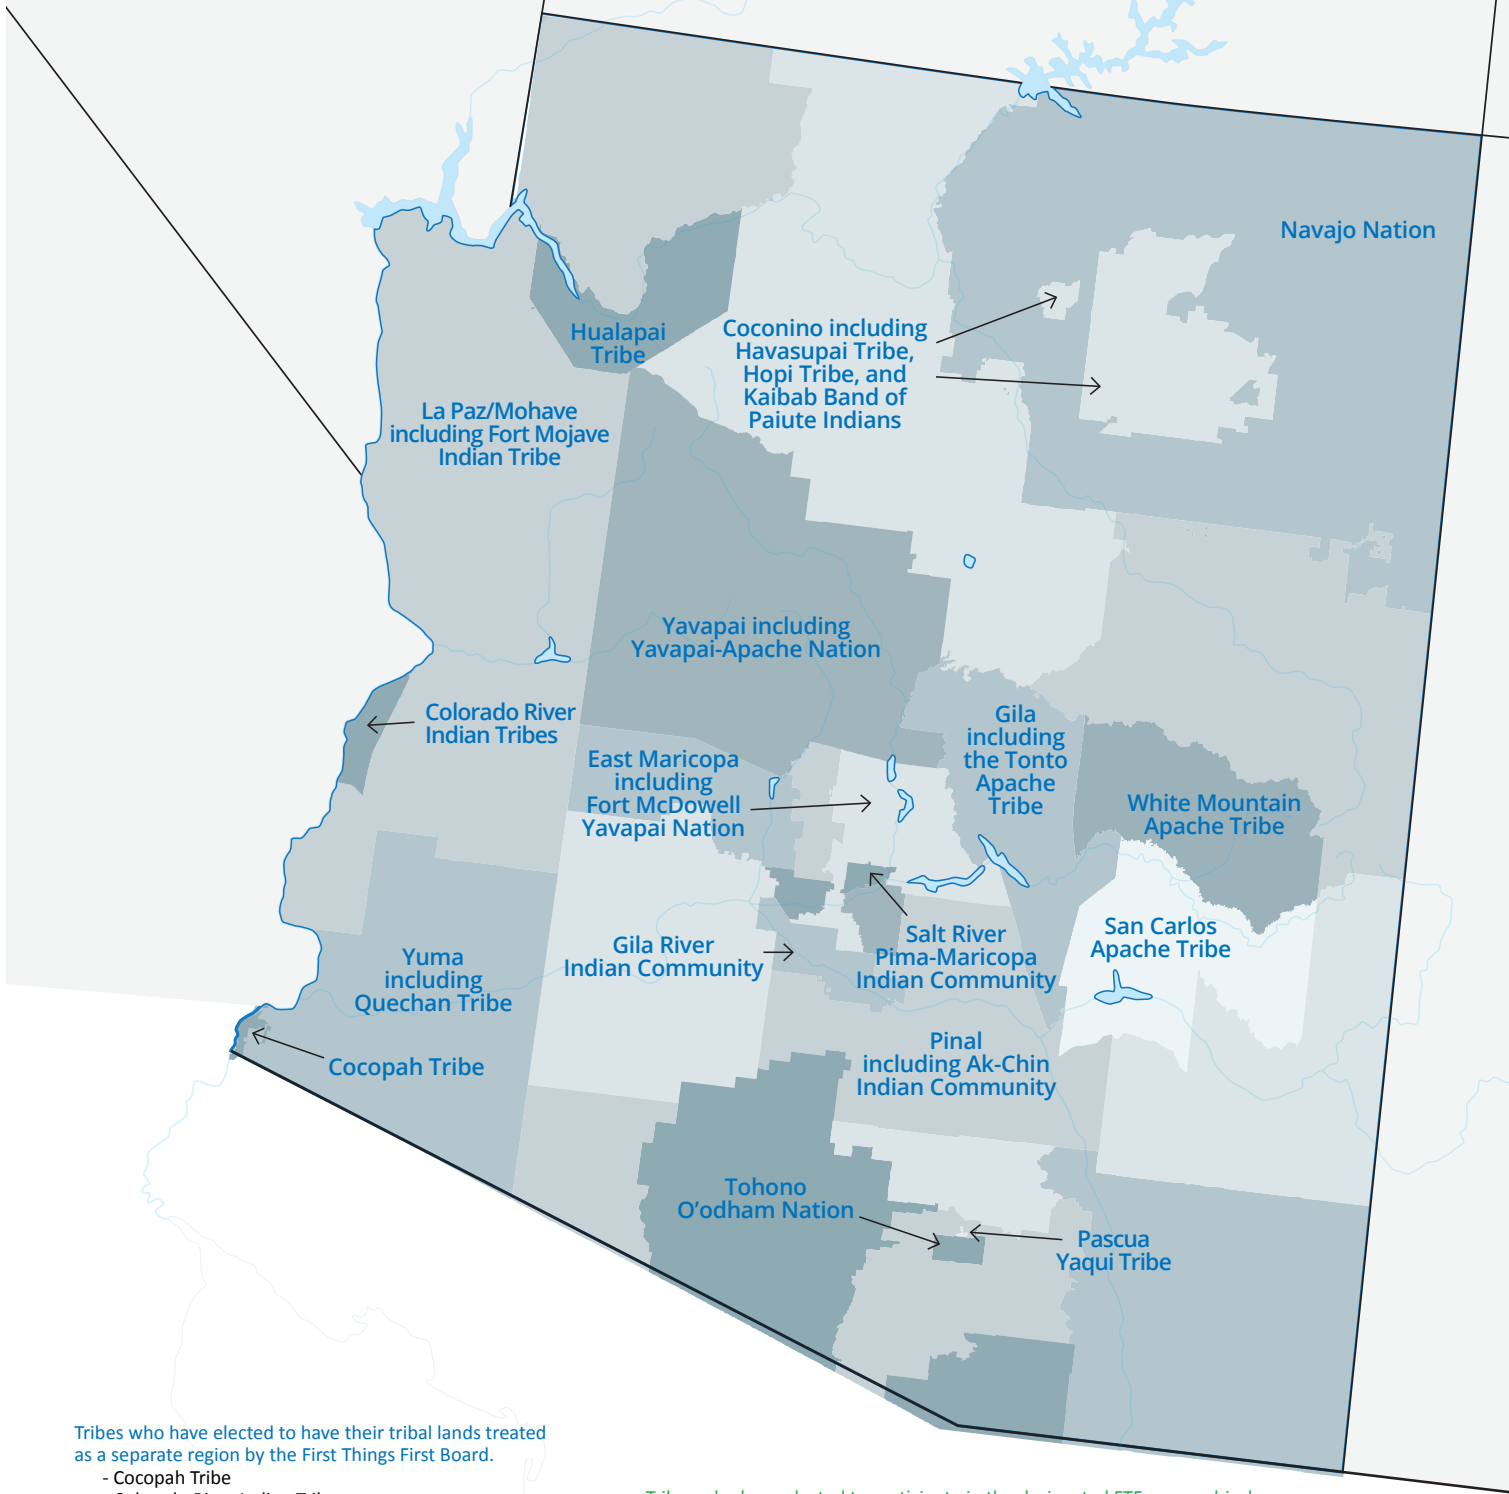 Navajo Nation
Hualapai
Tribe
Coconino including
Havasupai Tribe,
Hopi Tribe, and
Kaibab Band of
Paiute Indians
La Paz/Mohave
including Fort Mojave
Indian Tribe
Yavapai including
Yavapai-Apache Nation
Colorado River
Indian Tribes
Gila
including
the Tonto
Apache
Tribe
East Maricopa
including
Fort McDowell
Yavapai Nation
White Mountain
Apache Tribe
San Carlos
Apache Tribe
Salt River
Pima-Maricopa
Indian Community
Gila River
Indian Community
Yuma
including
Quechan Tribe
Cocopah Tribe
Pinal
including Ak-Chin
Indian Community
Tohono
O’odham Nation
Pascua
Yaqui Tribe
Tribes who have elected to have their tribal lands treated
as a separate region by the First Things First Board.
- Cocopah Tribe